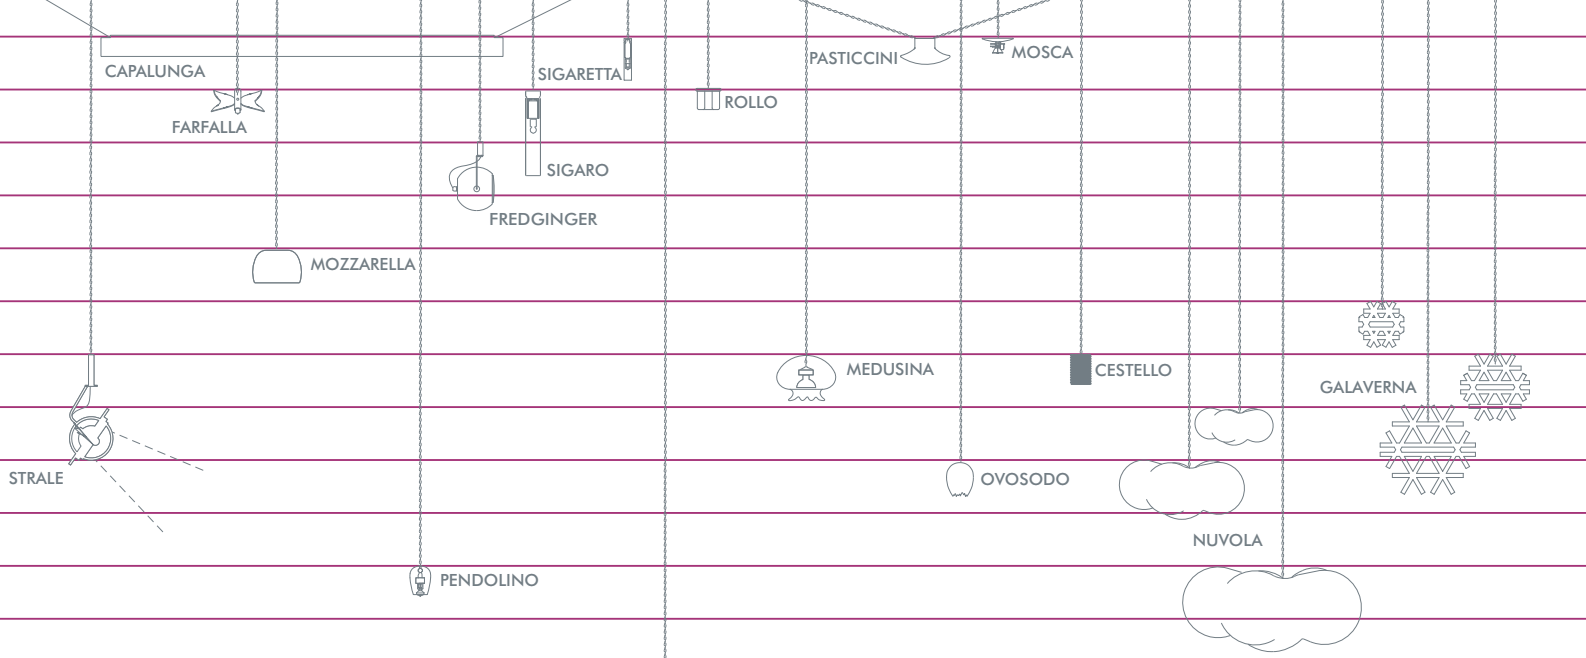 PASTICCINI
MOSCA
CAPALUNGA
SIGARETTA
ROLLO
FARFALLA
SIGARO
FREDGINGER
MOZZARELLA
MEDUSINA
CESTELLO
GALAVERNA
STRALE
OVOSODO
NUVOLA
PENDOLINO